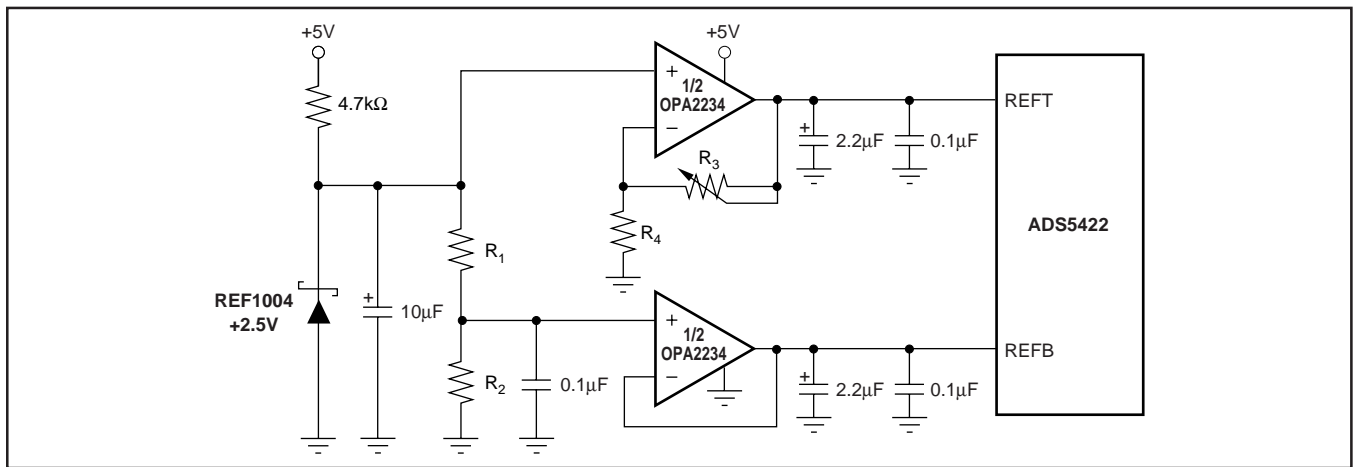 +5V
4.7kΩ
REF1004
+2.5V
10µF
R1
R2
0.1µF
+5V
+
1/2
OPA2234
–
R3
R4
2.2µF
+
0.1µF
REFT
+
1/2
OPA2234
–
+
2.2µF
0.1µF
REFB
ADS5422
+